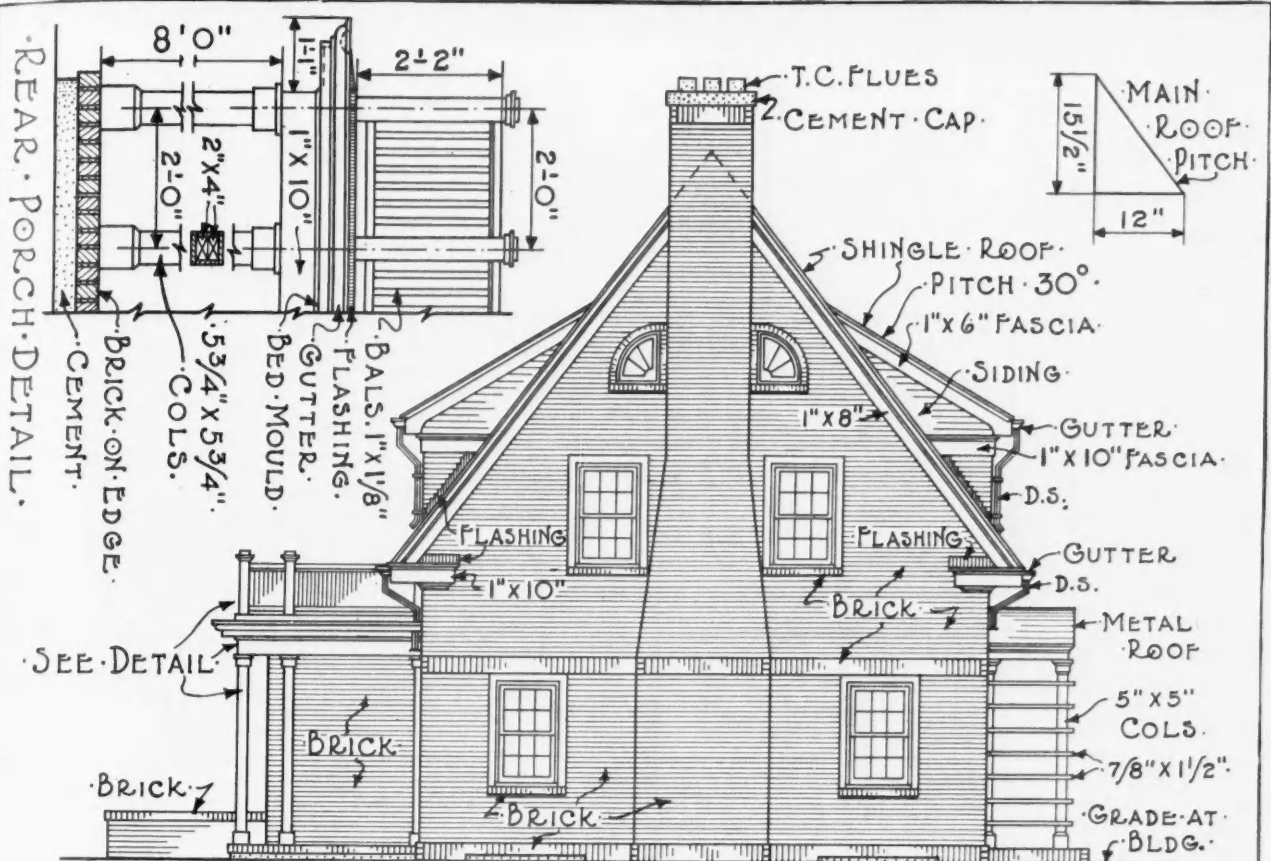 ·REAR·PORCH·DETAIL·
8'0"
1'-1"
2'-2"
2'-0"
2"X4"
1"X10"
2'-0"
·CEMENT·
·BRICK·ON·EDGE·
·5 3/4"X5 3/4"·
·COLS.
·BED·MOULD·
·GUTTER·
·FLASHING.
·BALS. 1"X1 1/8"
T.C.FLUES
CEMENT·CAP·
15 1/2"
12"
·MAIN·
ROOF·
PITCH·
·SHINGLE·ROOF·
·PITCH·30°
·1"X6"FASCIA·
·SIDING·
1"X8"
·GUTTER·
1"X10"FASCIA·
D.S.
FLASHING
1"X10"
FLASHING
BRICK
·GUTTER
D.S.
·METAL
ROOF
·SEE·DETAIL·
5"X5"
COLS.
·7/8"X1 1/2"·
BRICK
·BRICK·
·BRICK·
·GRADE·AT·
·BLDG.·